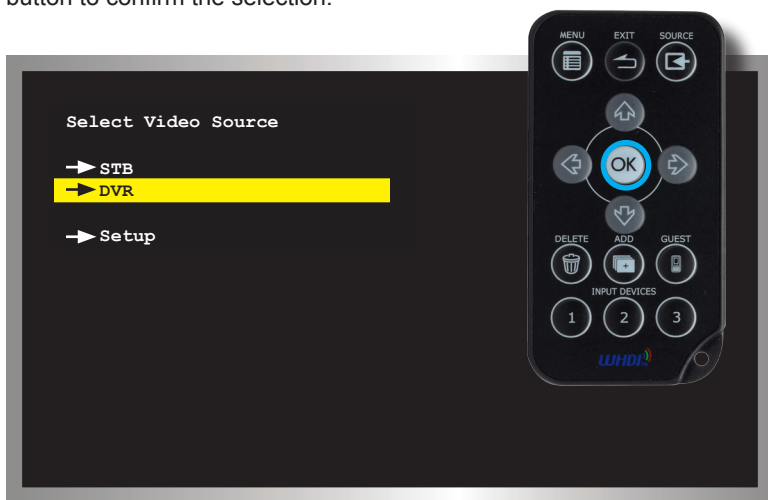 button to confirm the selection.
MENU EXIT SOURCE
Select Video Source
STB
DVR
Setup
OK
DELETE ADD GUEST
INPUT DEVICES
1 2 3
WHDI